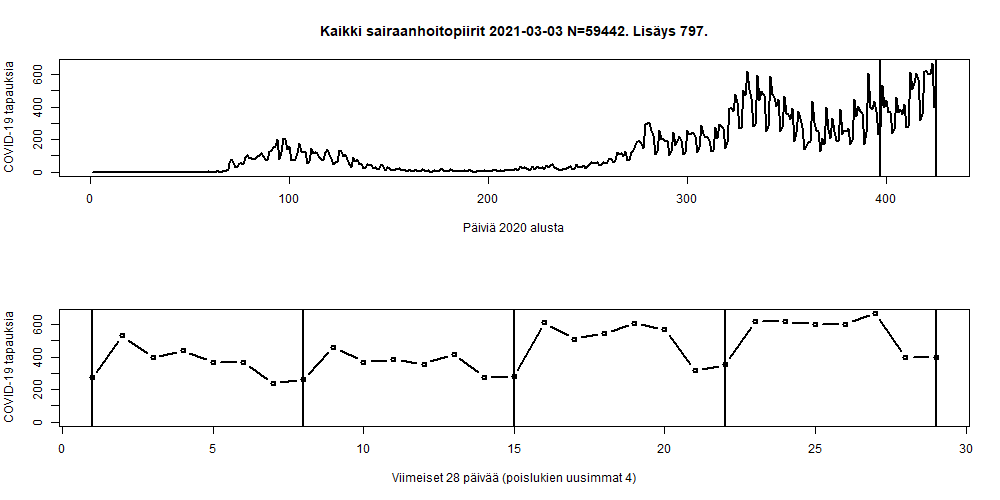 Kaikki sairaanhoitopiirit 2021-03-03 N=59442. Lisäys 797.
COVID-19 tapauksia
0 200 400 600
0 100 200 300 400
Päiviä 2020 alusta
COVID-19 tapauksia
0 200 400 600
0 5 10 15 20 25 30
Viimeiset 28 päivää (poislukien uusimmat 4)